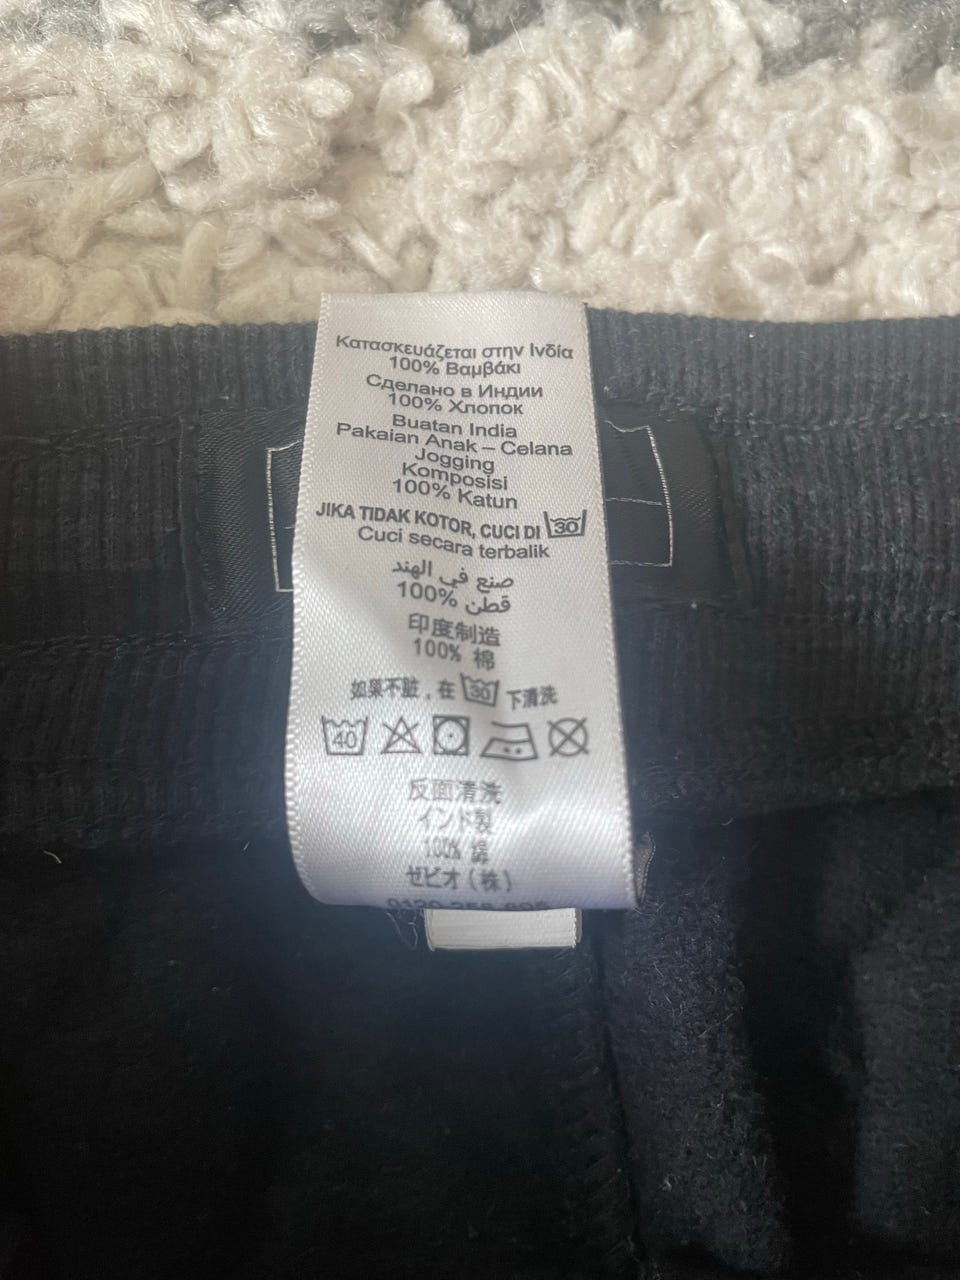 Κατασκευάζεται στην Ινδία
100% Βαμβάκι
Сделано в Индии
100% Хлопок
Buatan India
Pakaian Anak – Celana
Jogging
Komposisi
100% Katun
JIKA TIDAK KOTOR, CUCI DI 30
Cuci secara terbalik
صنع في الهند
100% قطن
印度制造
100% 棉
如果不脏，在 30 下清洗
40
反面清洗
インド製
100% 綿
ゼビオ（株）